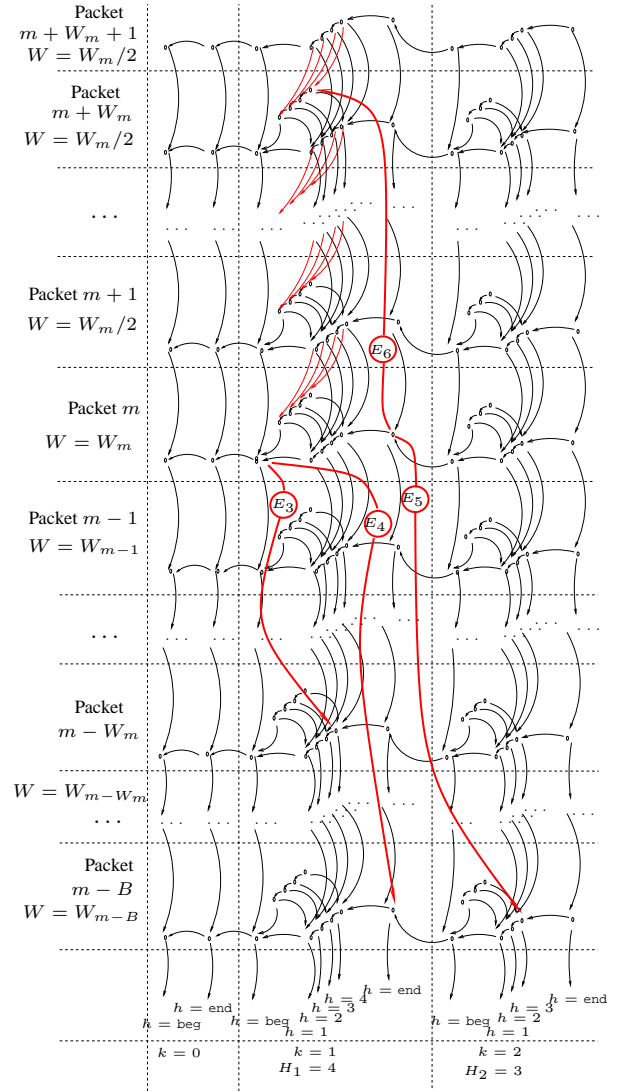 Packet
m + W_m + 1
W = W_m/2
Packet
m + W_m
W = W_m/2
...
Packet m + 1
W = W_m/2
E_6
Packet m
W = W_m
E_3
E_4
E_5
Packet m − 1
W = W_{m−1}
...
Packet
m − W_m
W = W_{m−W_m}
...
Packet
m − B
W = W_{m−B}
h = end
h = 4
h = end
h = end
h = 3
h = 3
h = beg
h = beg
h = 2
h = beg
h = 2
h = 1
h = 1
k = 0
k = 1
k = 2
H_1 = 4
H_2 = 3